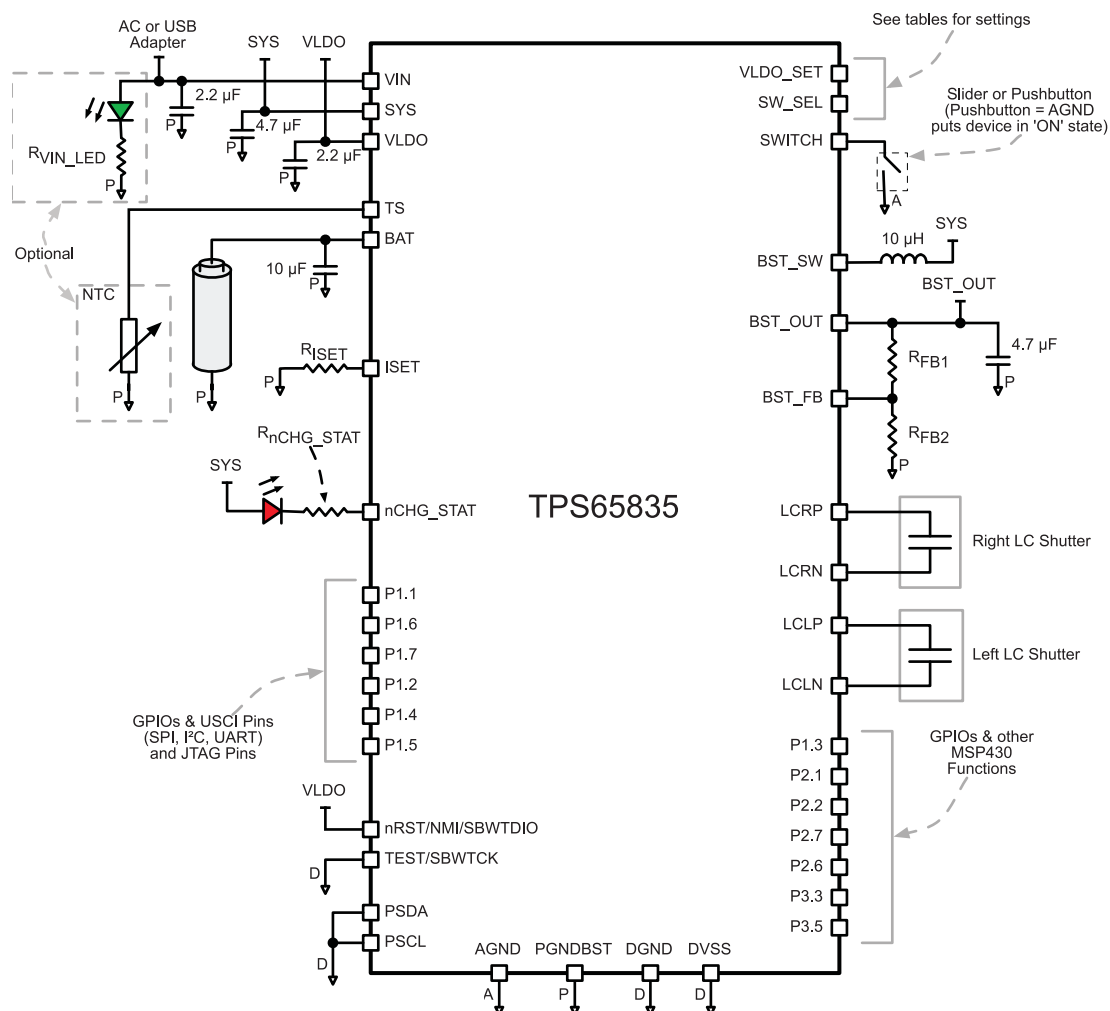 AC or USB
Adapter
SYS
VLDO
2.2 µF
P
4.7 µF
P
2.2 µF
P
RVIN_LED
P
Optional
NTC
P
P
10 µF
P
P
RISET
RnCHG_STAT
SYS
GPIOs & USCI Pins
(SPI, I²C, UART)
and JTAG Pins
VLDO
D
D
VIN
SYS
VLDO
TS
BAT
ISET
nCHG_STAT
P1.1
P1.6
P1.7
P1.2
P1.4
P1.5
nRST/NMI/SBWTDIO
TEST/SBWTCK
PSDA
PSCL
TPS65835
AGND
PGNDBST
DGND
DVSS
A
P
D
D
VLDO_SET
SW_SEL
SWITCH
BST_SW
BST_OUT
BST_FB
LCRP
LCRN
LCLP
LCLN
P1.3
P2.1
P2.2
P2.7
P2.6
P3.3
P3.5
See tables for settings
Slider or Pushbutton
(Pushbutton = AGND
puts device in 'ON' state)
A
10 µH
SYS
BST_OUT
RFB1
4.7 µF
P
RFB2
P
Right LC Shutter
Left LC Shutter
GPIOs & other
MSP430
Functions